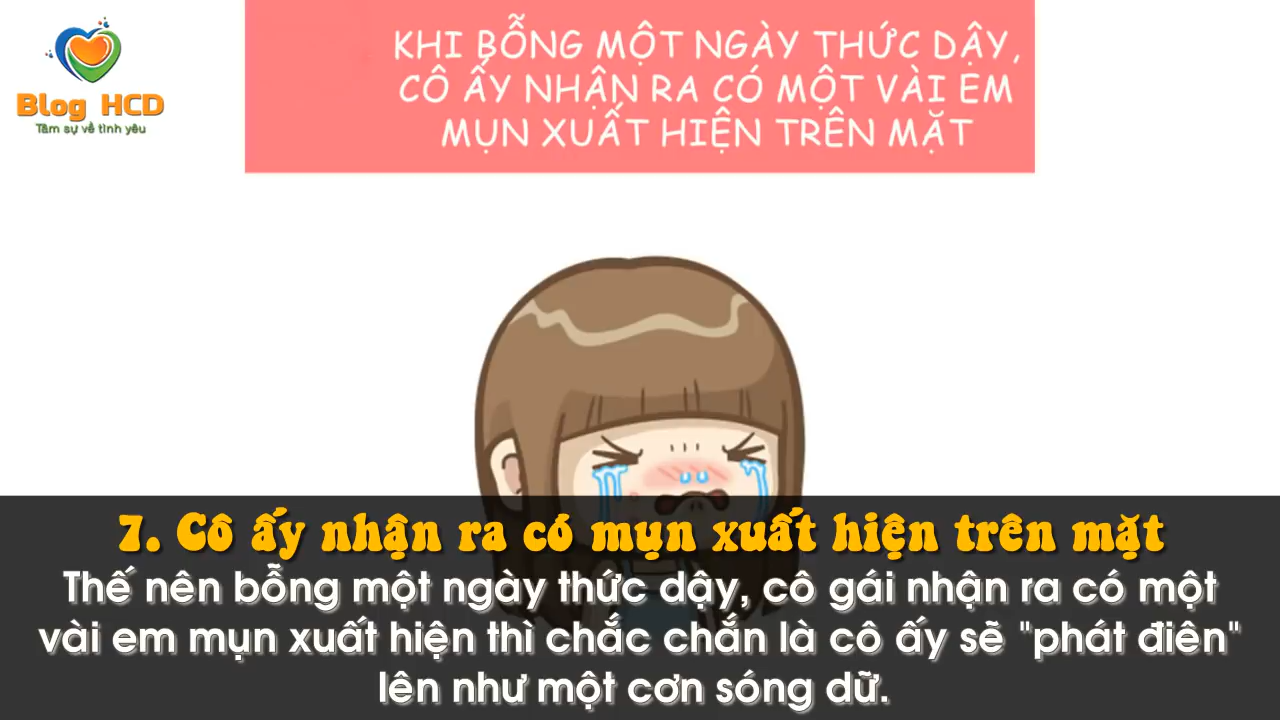 Blog HCD
Tâm sự về tình yêu
KHI BỖNG MỘT NGÀY THỨC DẬY,
CÔ ẤY NHẬN RA CÓ MỘT VÀI EM
MỤN XUẤT HIỆN TRÊN MẶT
7. Cô ấy nhận ra có mụn xuất hiện trên mặt
Thế nên bỗng một ngày thức dậy, cô gái nhận ra có một
vài em mụn xuất hiện thì chắc chắn là cô ấy sẽ "phát điên"
lên như một cơn sóng dữ.